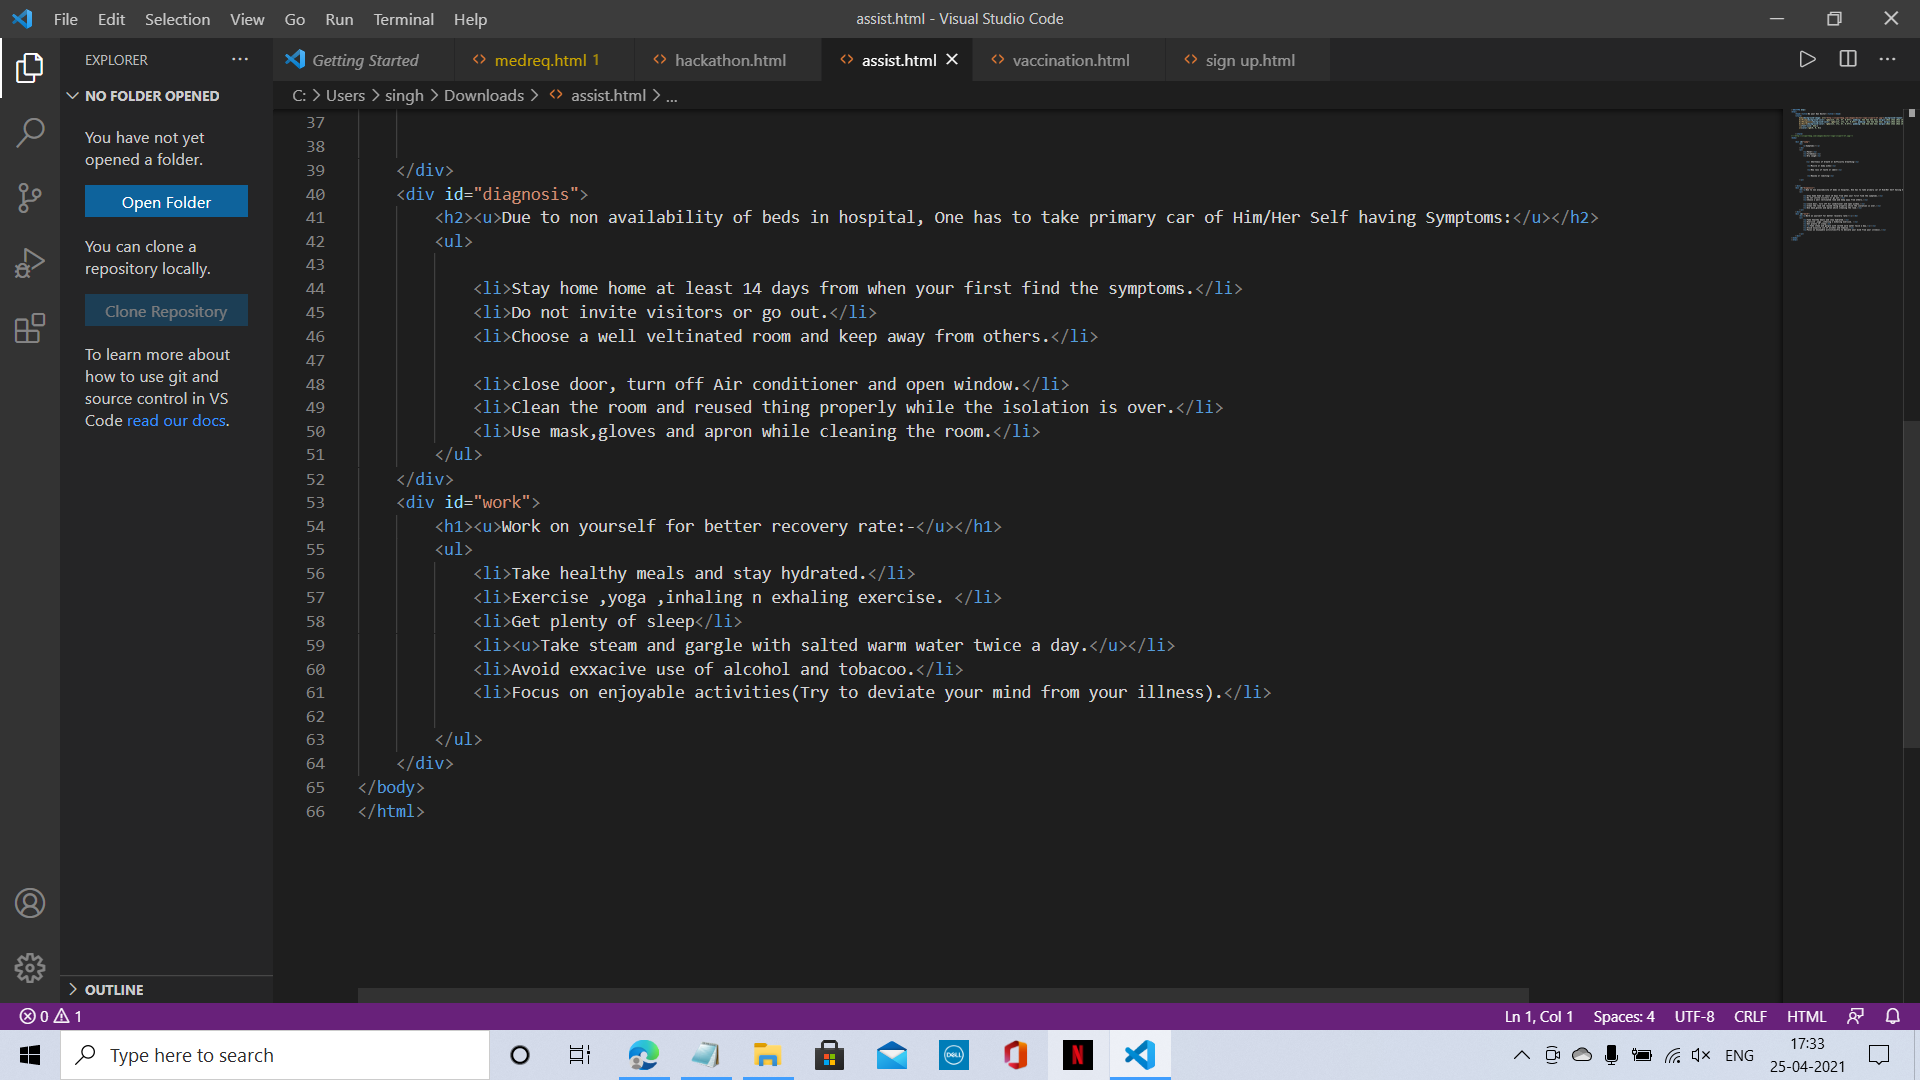 File Edit Selection View Go Run Terminal Help
assist.html - Visual Studio Code
EXPLORER
Getting Started
medreq.html 1
hackathon.html
assist.html
vaccination.html
sign up.html
NO FOLDER OPENED
C: > Users > singh > Downloads > assist.html > ...
You have not yet
opened a folder.
Open Folder
You can clone a
repository locally.
Clone Repository
To learn more about
how to use git and
source control in VS
Code read our docs.
OUTLINE
37
38
39 </div>
40 <div id="diagnosis">
41 <h2><u>Due to non availability of beds in hospital, One has to take primary car of Him/Her Self having Symptoms:</u></h2>
42 <ul>
43
44 <li>Stay home home at least 14 days from when your first find the symptoms.</li>
45 <li>Do not invite visitors or go out.</li>
46 <li>Choose a well veltinated room and keep away from others.</li>
47
48 <li>close door, turn off Air conditioner and open window.</li>
49 <li>Clean the room and reused thing properly while the isolation is over.</li>
50 <li>Use mask,gloves and apron while cleaning the room.</li>
51 </ul>
52 </div>
53 <div id="work">
54 <h1><u>Work on yourself for better recovery rate:-</u></h1>
55 <ul>
56 <li>Take healthy meals and stay hydrated.</li>
57 <li>Exercise ,yoga ,inhaling n exhaling exercise. </li>
58 <li>Get plenty of sleep</li>
59 <li><u>Take steam and gargle with salted warm water twice a day.</u></li>
60 <li>Avoid exxacive use of alcohol and tobacoo.</li>
61 <li>Focus on enjoyable activities(Try to deviate your mind from your illness).</li>
62
63 </ul>
64 </div>
65 </body>
66 </html>
0 1
Ln 1, Col 1 Spaces: 4 UTF-8 CRLF HTML
Type here to search
DELL
N
ENG
17:33
25-04-2021